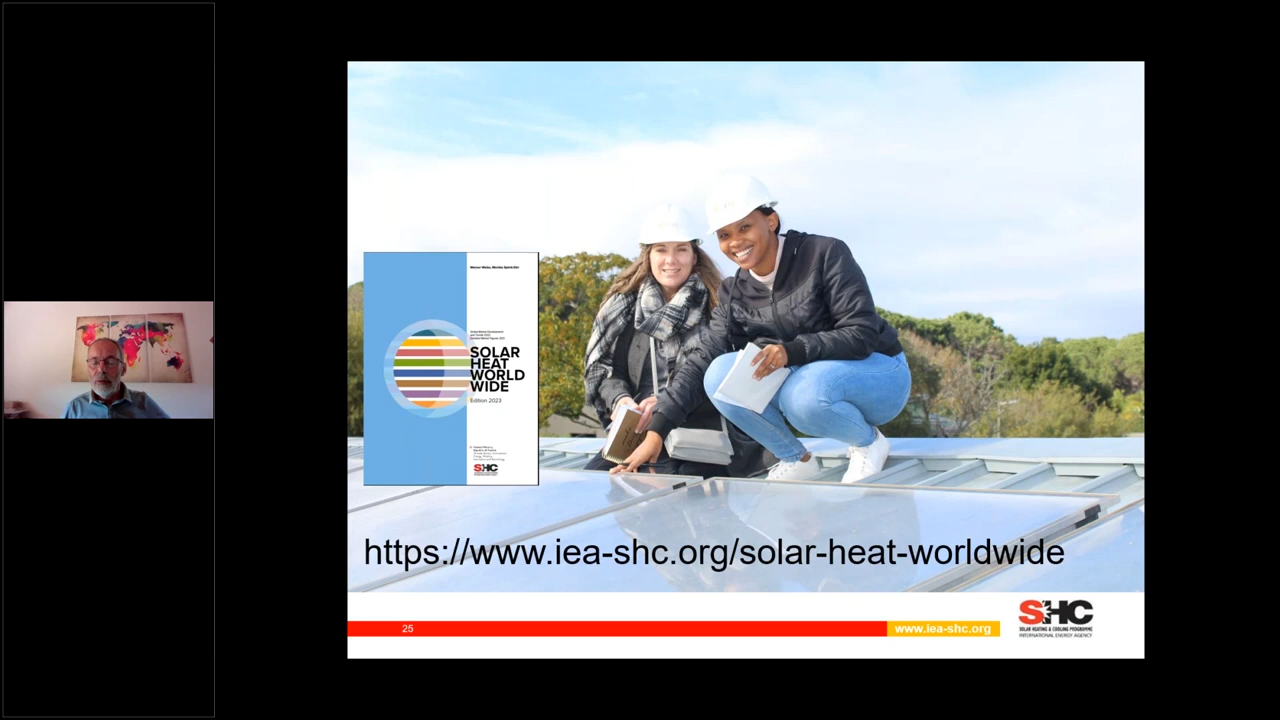 Werner Weiss, Monika Spörk-Dür
SOLAR
HEAT
WORLD
WIDE
Edition 2023
SHC
https://www.iea-shc.org/solar-heat-worldwide
25
www.iea-shc.org
SHC
SOLAR HEATING & COOLING PROGRAMME
INTERNATIONAL ENERGY AGENCY